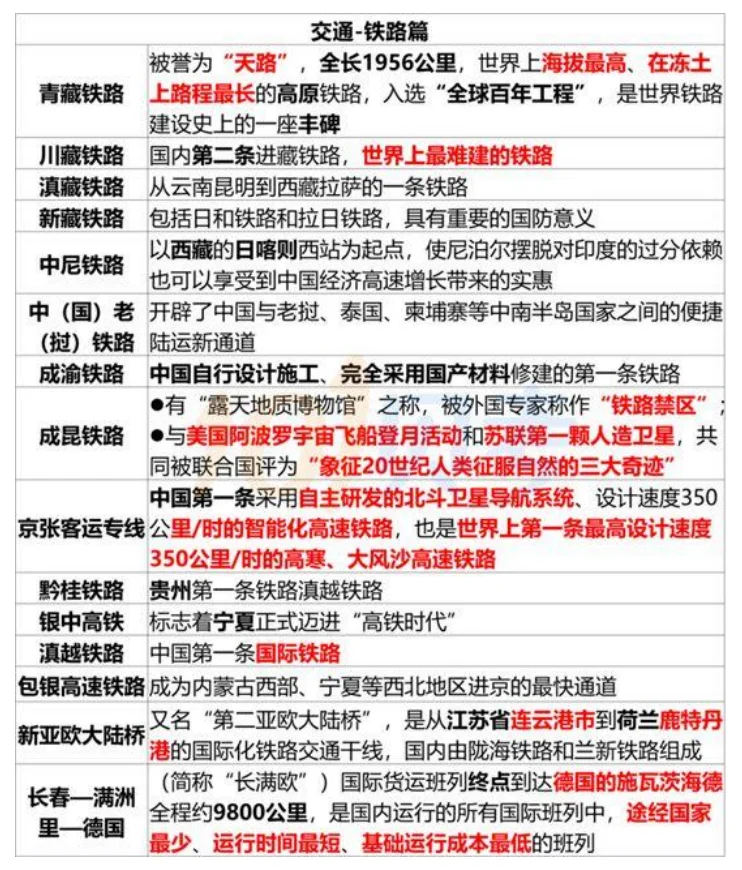 交通-铁路篇
青藏铁路
被誉为“天路”，全长1956公里，世界上海拔最高、在冻土
上路程最长的高原铁路，入选“全球百年工程”，是世界铁路
建设史上的一座丰碑
川藏铁路
国内第二条进藏铁路，世界上最难建的铁路
滇藏铁路
从云南昆明到西藏拉萨的一条铁路
新藏铁路
包括日和铁路和拉日铁路，具有重要的国防意义
中尼铁路
以西藏的日喀则西站为起点，使尼泊尔摆脱对印度的过分依赖
也可以享受到中国经济高速增长带来的实惠
中（国）老
（挝）铁路
开辟了中国与老挝、泰国、柬埔寨等中南半岛国家之间的便捷
陆运新通道
成渝铁路
中国自行设计施工、完全采用国产材料修建的第一条铁路
成昆铁路
●有“露天地质博物馆”之称，被外国专家称作“铁路禁区”；
●与美国阿波罗宇宙飞船登月活动和苏联第一颗人造卫星，共
同被联合国评为“象征20世纪人类征服自然的三大奇迹”
京张客运专线
中国第一条采用自主研发的北斗卫星导航系统、设计速度350
公里/时的智能化高速铁路，也是世界上第一条最高设计速度
350公里/时的高寒、大风沙高速铁路
黔桂铁路
贵州第一条铁路滇越铁路
银中高铁
标志着宁夏正式迈进“高铁时代”
滇越铁路
中国第一条国际铁路
包银高速铁路
成为内蒙古西部、宁夏等西北地区进京的最快通道
新亚欧大陆桥
又名“第二亚欧大陆桥”，是从江苏省连云港市到荷兰鹿特丹
港的国际化铁路交通干线，国内由陇海铁路和兰新铁路组成
长春—满洲
里—德国
（简称“长满欧”）国际货运班列终点到达德国的施瓦茨海德
全程约9800公里，是国内运行的所有国际班列中，途经国家
最少、运行时间最短、基础运行成本最低的班列